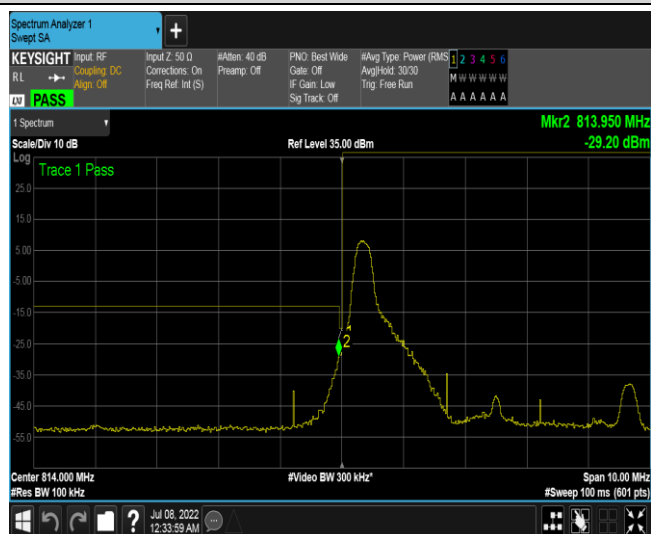 Spectrum Analyzer 1
Swept SA
+
KEYSIGHT
RL
LXI PASS
Input: RF
Coupling: DC
Align: Off
Input Z: 50 Ω
Corrections: On
Freq Ref: Int (S)
#Atten: 40 dB
Preamp: Off
PNO: Best Wide
Gate: Off
IF Gain: Low
Sig Track: Off
#Avg Type: Power (RMS
Avg|Hold: 30/30
Trig: Free Run
1 2 3 4 5 6
M W W W W W
A A A A A A
1 Spectrum
Scale/Div 10 dB
Ref Level 35.00 dBm
Mkr2 813.950 MHz
-29.20 dBm
Log
Trace 1 Pass
25.0
15.0
5.00
-5.00
-15.0
-25.0
-35.0
-45.0
-55.0
2
Center 814.000 MHz
#Res BW 100 kHz
#Video BW 300 kHz*
Span 10.00 MHz
#Sweep 100 ms (601 pts)
?
Jul 08, 2022
12:33:59 AM